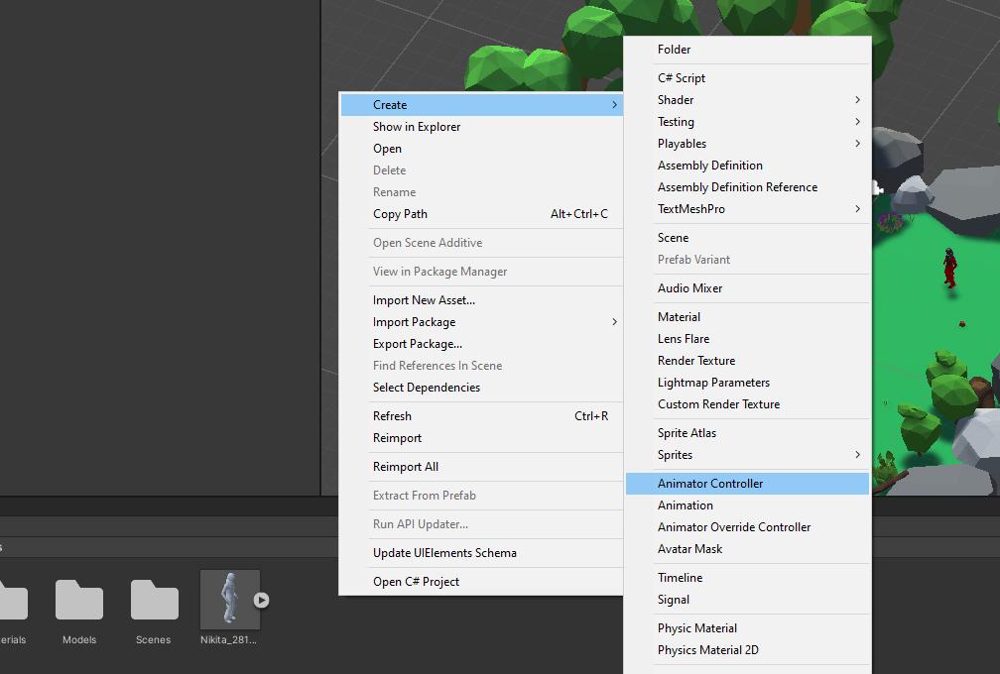 Create
Show in Explorer
Open
Delete
Rename
Copy Path Alt+Ctrl+C
Open Scene Additive
View in Package Manager
Import New Asset...
Import Package
Export Package...
Find References In Scene
Select Dependencies
Refresh Ctrl+R
Reimport
Reimport All
Extract From Prefab
Run API Updater...
Update UIElements Schema
Open C# Project
Folder
C# Script
Shader
Testing
Playables
Assembly Definition
Assembly Definition Reference
TextMeshPro
Scene
Prefab Variant
Audio Mixer
Material
Lens Flare
Render Texture
Lightmap Parameters
Custom Render Texture
Sprite Atlas
Sprites
Animator Controller
Animation
Animator Override Controller
Avatar Mask
Timeline
Signal
Physic Material
Physics Material 2D
s
erials
Models
Scenes
Nikita_281...